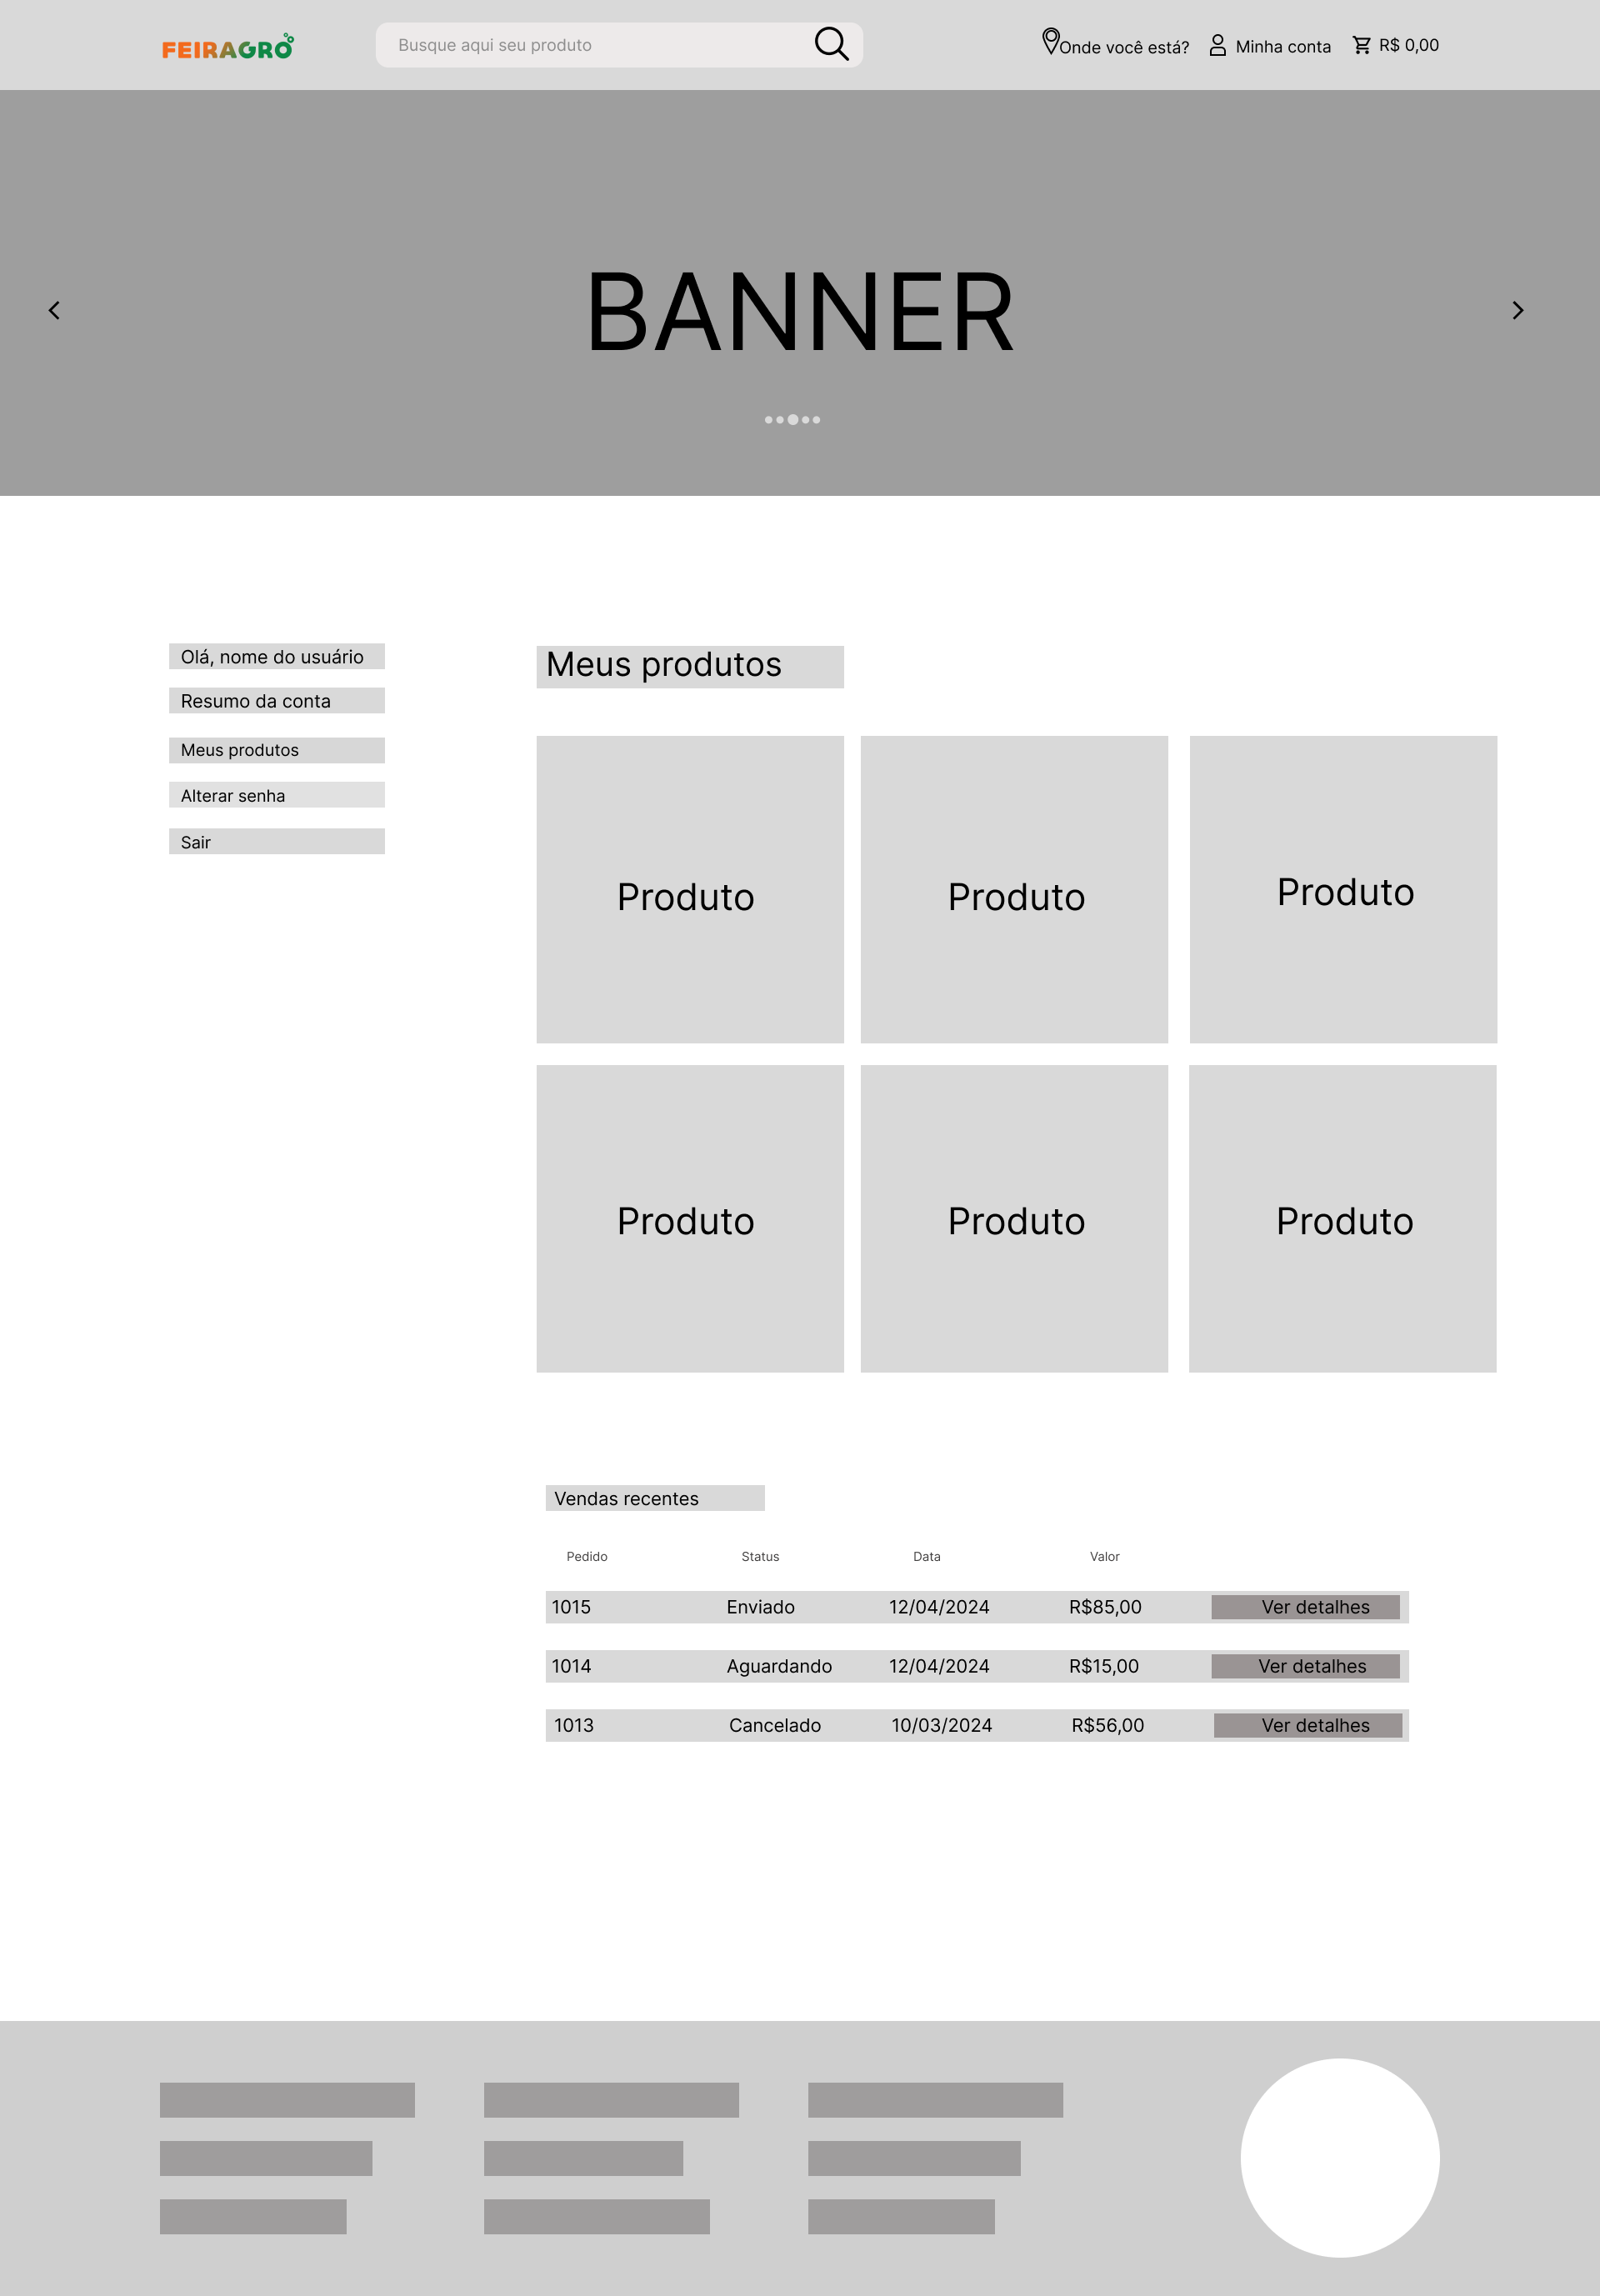 FEIRAGRO
Busque aqui seu produto
Onde você está?
Minha conta
R$ 0,00
BANNER
Olá, nome do usuário
Resumo da conta
Meus produtos
Alterar senha
Sair
Meus produtos
Produto
Produto
Produto
Produto
Produto
Produto
Vendas recentes
Pedido Status Data Valor
1015 Enviado 12/04/2024 R$85,00 Ver detalhes
1014 Aguardando 12/04/2024 R$15,00 Ver detalhes
1013 Cancelado 10/03/2024 R$56,00 Ver detalhes